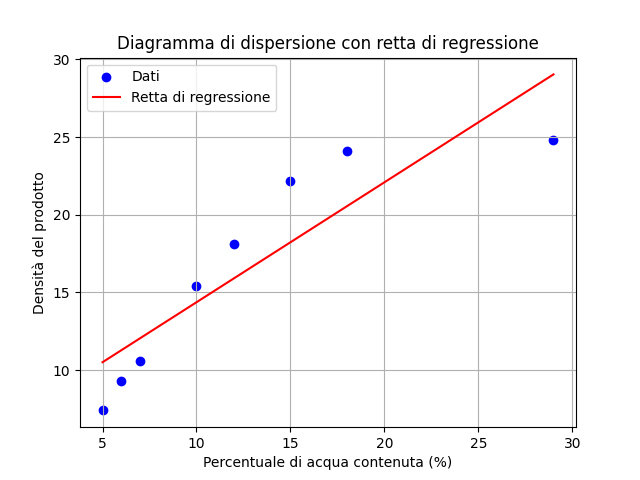 Diagramma di dispersione con retta di regressione
Dati
Retta di regressione
Densità del prodotto
30
25
20
15
10
5
10
15
20
25
30
Percentuale di acqua contenuta (%)